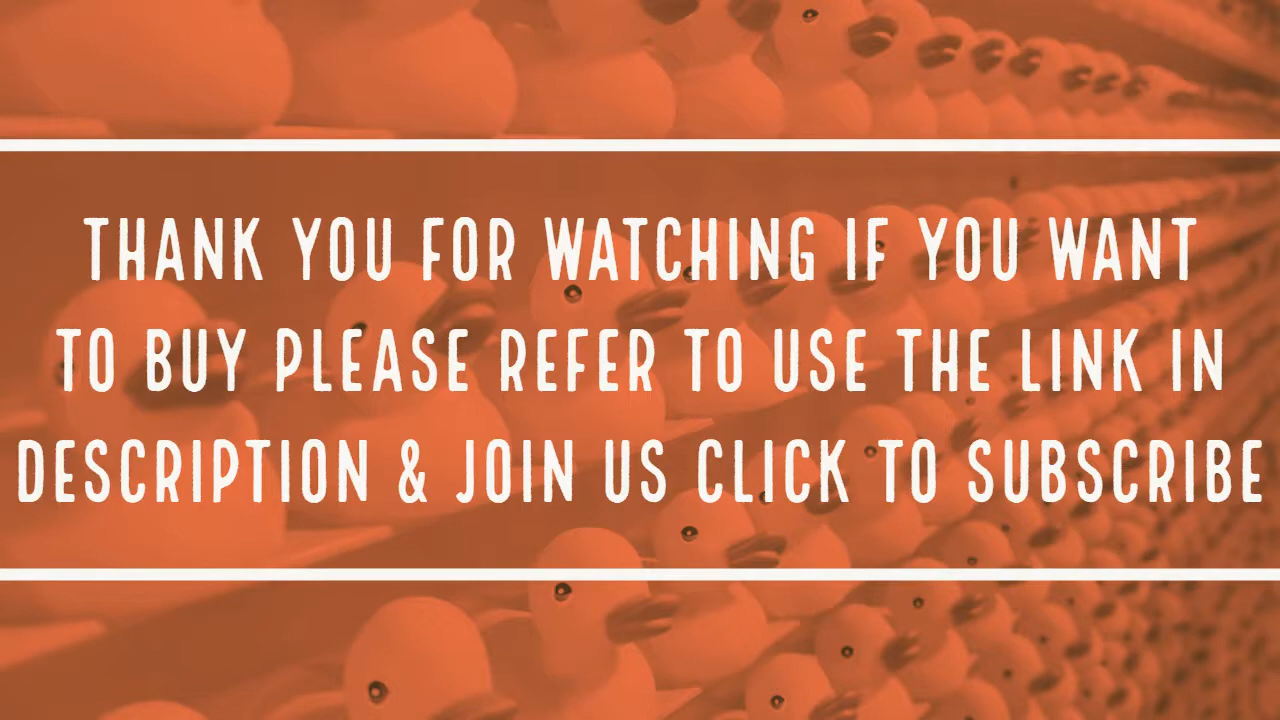 THANK YOU FOR WATCHING IF YOU WANT
TO BUY PLEASE REFER TO USE THE LINK IN
DESCRIPTION & JOIN US CLICK TO SUBSCRIBE